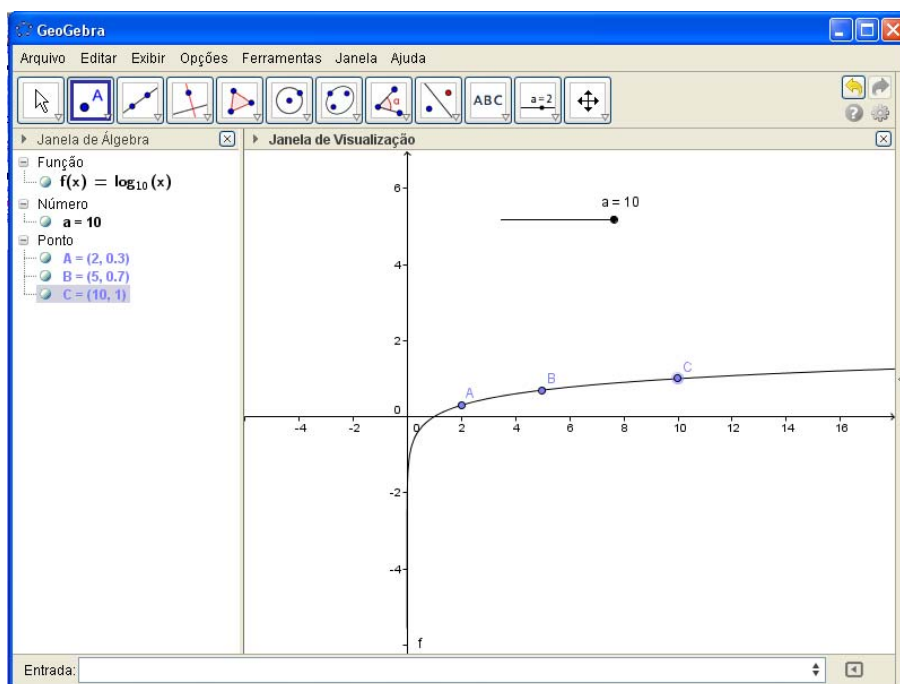 GeoGebra
Arquivo Editar Exibir Opções Ferramentas Janela Ajuda
A α ABC a=2
?
Janela de Álgebra
Função
f(x) = log₁₀(x)
Número
a = 10
Ponto
A = (2, 0.3)
B = (5, 0.7)
C = (10, 1)
Janela de Visualização
a = 10
6
4
2
0
-2
-4
-4 -2 0 2 4 6 8 10 12 14 16
A
B
C
f
Entrada: